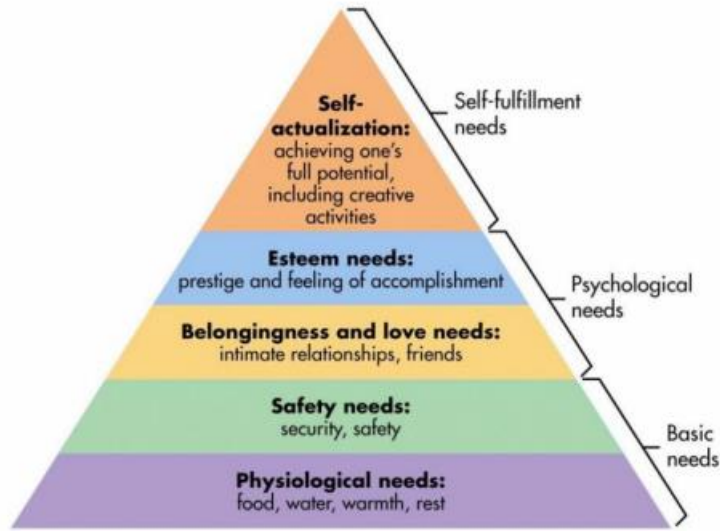 Self-
actualization:
achieving one's
full potential,
including creative
activities
Self-fulfillment
needs
Esteem needs:
prestige and feeling of accomplishment
Psychological
needs
Belongingness and love needs:
intimate relationships, friends
Safety needs:
security, safety
Basic
needs
Physiological needs:
food, water, warmth, rest